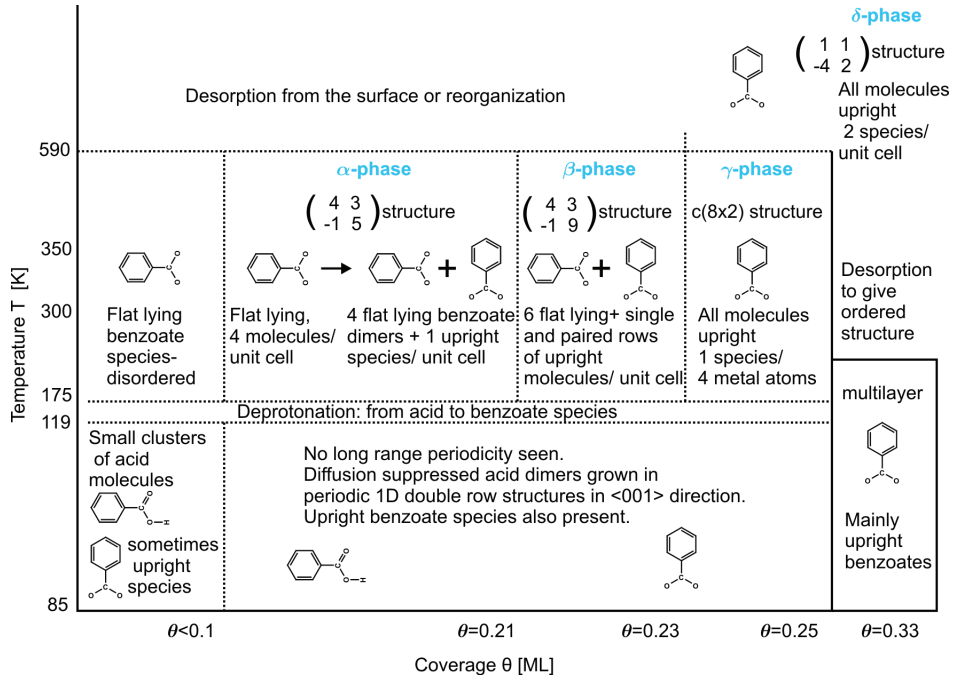 δ-phase
( 1 1
-4 2 ) structure
All molecules
upright
2 species/
unit cell
C
O O
Desorption from the surface or reorganization
590
350
300
175
119
85
Temperature T [K]
α-phase
( 4 3
-1 5 ) structure
β-phase
( 4 3
-1 9 ) structure
γ-phase
c(8x2) structure
C O
O
Flat lying
benzoate
species-
disordered
C O
O
Flat lying,
4 molecules/
unit cell
C O
O
+
C
O O
4 flat lying benzoate
dimers + 1 upright
species/ unit cell
C O
O
+
C
O O
6 flat lying+ single
and paired rows
of upright
molecules/ unit cell
C
O O
All molecules
upright
1 species/
4 metal atoms
Desorption
to give
ordered
structure
Deprotonation: from acid to benzoate species
Small clusters
of acid
molecules
C O
O H
sometimes
upright
species
C
O O
No long range periodicity seen.
Diffusion suppressed acid dimers grown in
periodic 1D double row structures in <001> direction.
Upright benzoate species also present.
C O
O H
C
O O
multilayer
C
O O
Mainly
upright
benzoates
θ<0.1
θ=0.21
θ=0.23
θ=0.25
θ=0.33
Coverage θ [ML]